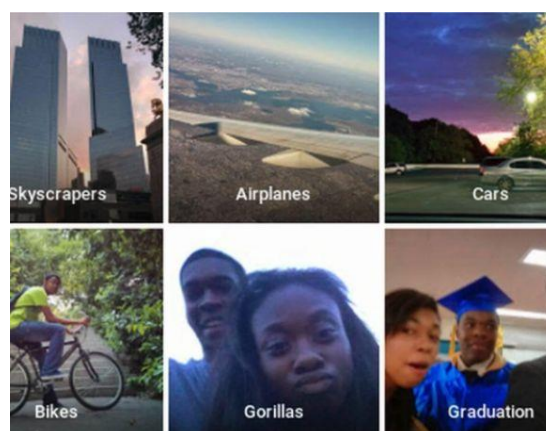 Skyscrapers
Airplanes
Cars
Bikes
Gorillas
Graduation